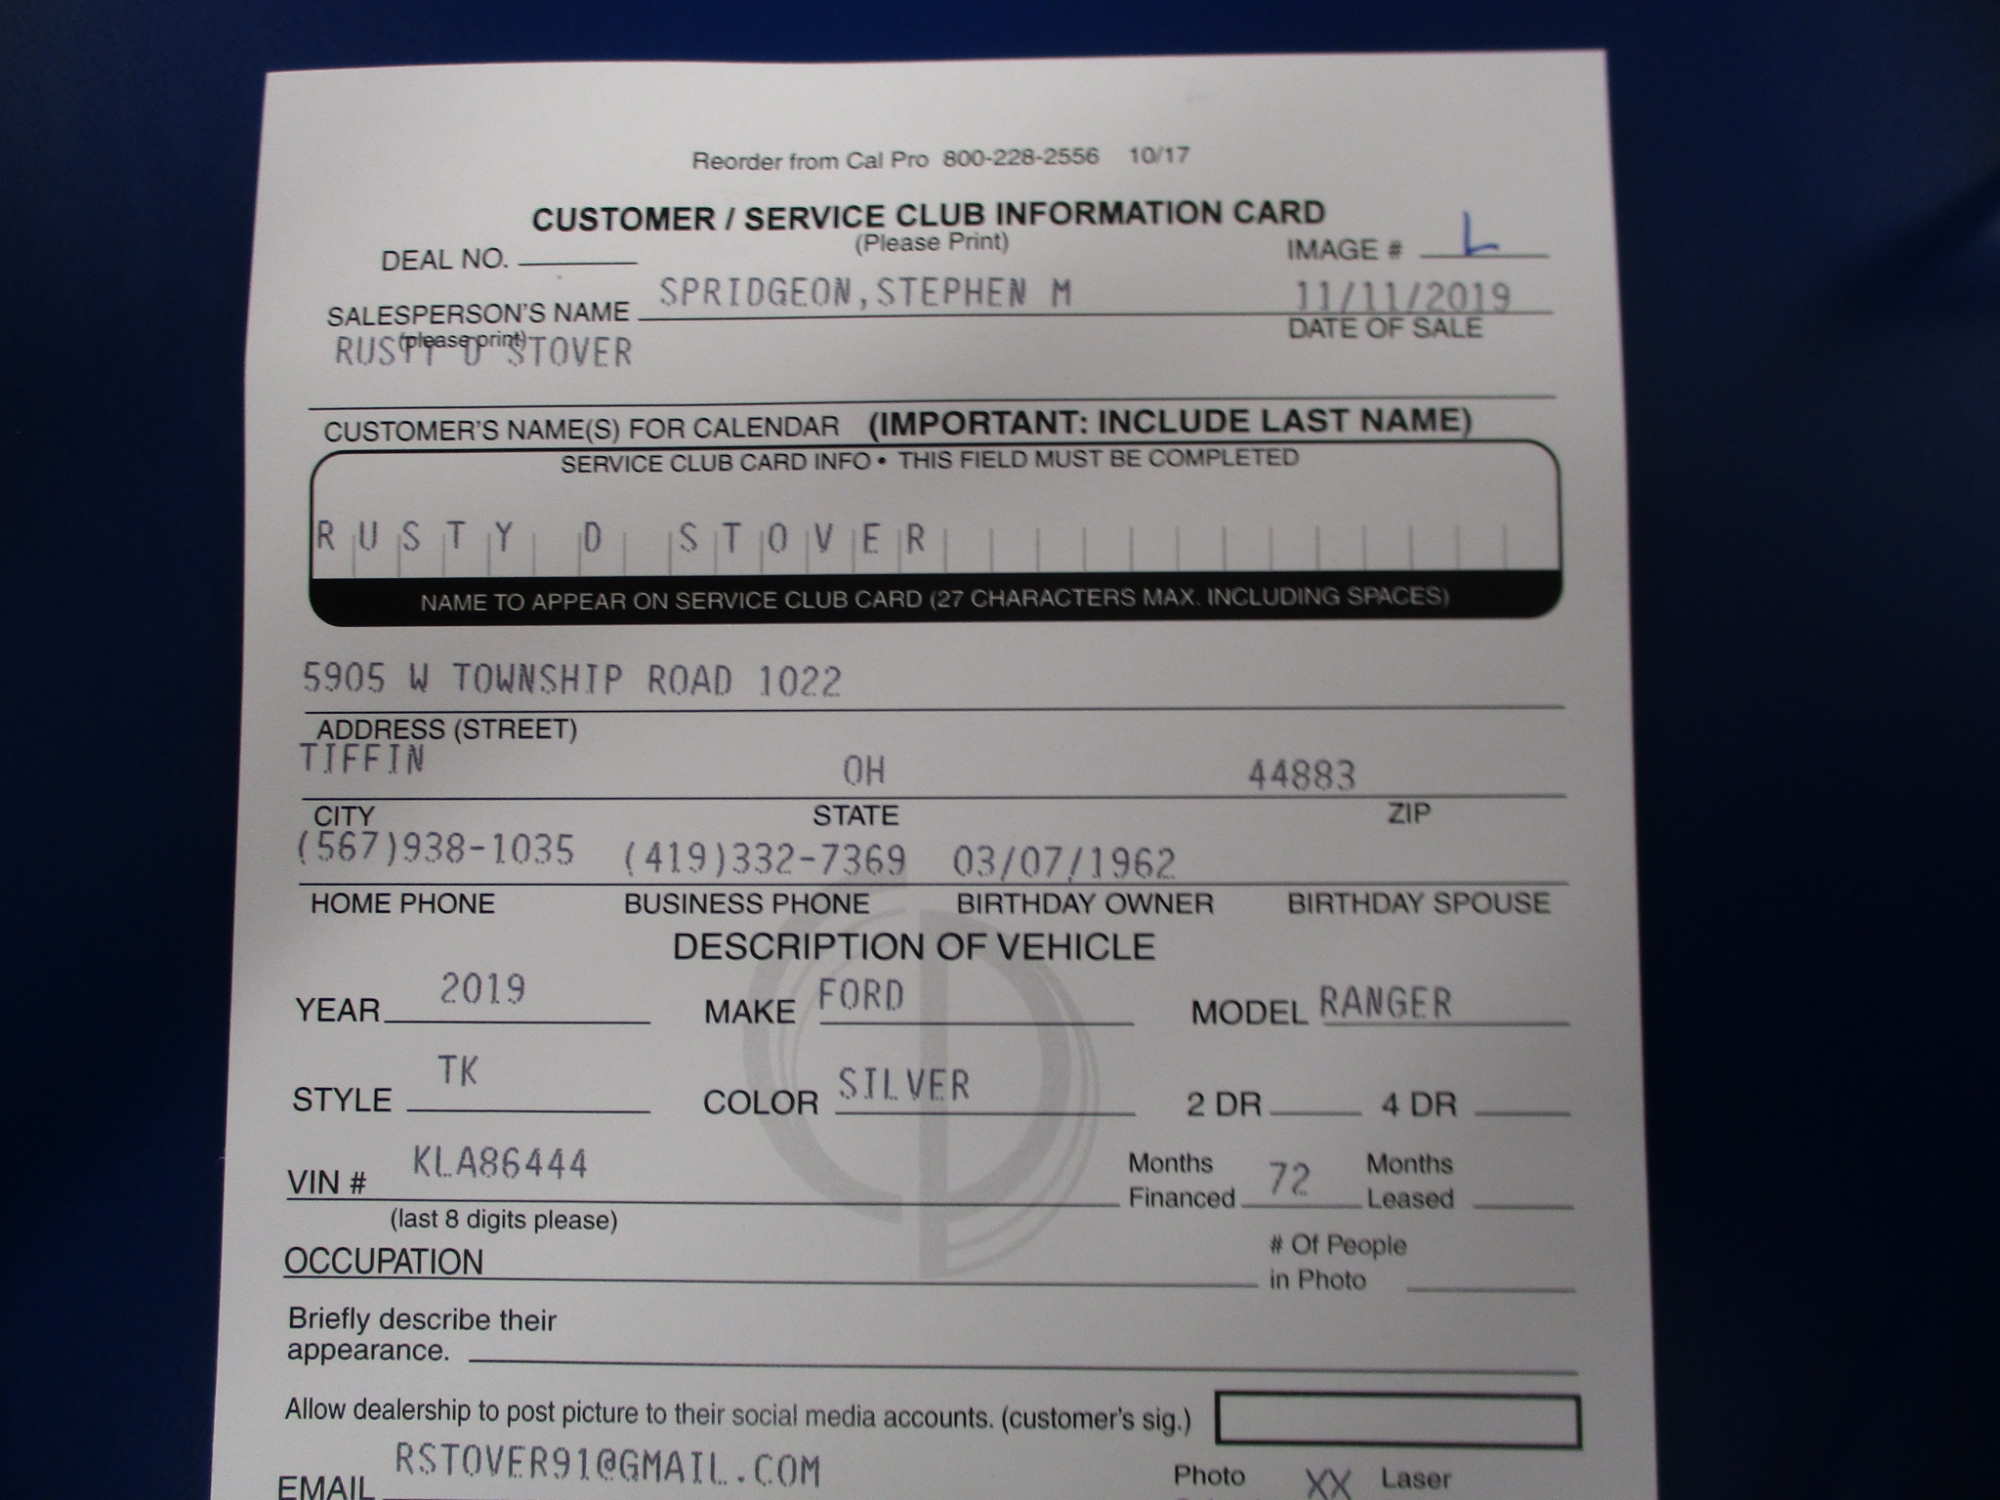 Reorder from Cal Pro 800-228-2556 10/17
CUSTOMER / SERVICE CLUB INFORMATION CARD
(Please Print)
DEAL NO.
IMAGE # L
SALESPERSON'S NAME SPRIDGEON,STEPHEN M
11/11/2019
(please print)
DATE OF SALE
RUSTY D STOVER
CUSTOMER'S NAME(S) FOR CALENDAR (IMPORTANT: INCLUDE LAST NAME)
SERVICE CLUB CARD INFO • THIS FIELD MUST BE COMPLETED
RUSTY D STOVER
NAME TO APPEAR ON SERVICE CLUB CARD (27 CHARACTERS MAX. INCLUDING SPACES)
5905 W TOWNSHIP ROAD 1022
ADDRESS (STREET)
TIFFIN OH 44883
CITY STATE ZIP
(567)938-1035 (419)332-7369 03/07/1962
HOME PHONE BUSINESS PHONE BIRTHDAY OWNER BIRTHDAY SPOUSE
DESCRIPTION OF VEHICLE
YEAR 2019 MAKE FORD MODEL RANGER
STYLE TK COLOR SILVER 2 DR 4 DR
VIN # KLA86444 Months Financed 72 Months Leased
(last 8 digits please)
OCCUPATION # Of People in Photo
Briefly describe their
appearance.
Allow dealership to post picture to their social media accounts. (customer's sig.)
EMAIL RSTOVER91@GMAIL.COM
Photo XX Laser